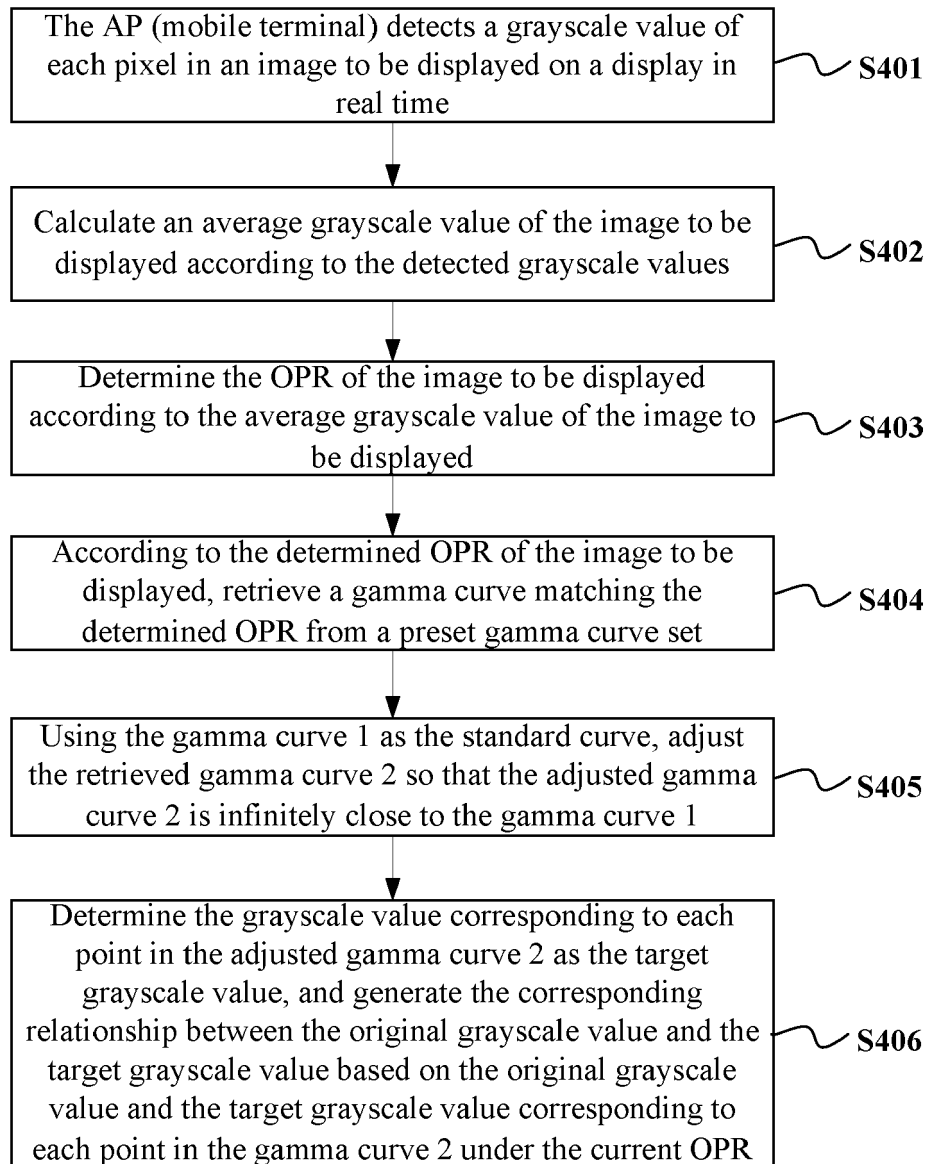 The AP (mobile terminal) detects a grayscale value of
each pixel in an image to be displayed on a display in
real time
S401
Calculate an average grayscale value of the image to be
displayed according to the detected grayscale values
S402
Determine the OPR of the image to be displayed
according to the average grayscale value of the image to
be displayed
S403
According to the determined OPR of the image to be
displayed, retrieve a gamma curve matching the
determined OPR from a preset gamma curve set
S404
Using the gamma curve 1 as the standard curve, adjust
the retrieved gamma curve 2 so that the adjusted gamma
curve 2 is infinitely close to the gamma curve 1
S405
Determine the grayscale value corresponding to each
point in the adjusted gamma curve 2 as the target
grayscale value, and generate the corresponding
relationship between the original grayscale value and the
target grayscale value based on the original grayscale
value and the target grayscale value corresponding to
each point in the gamma curve 2 under the current OPR
S406